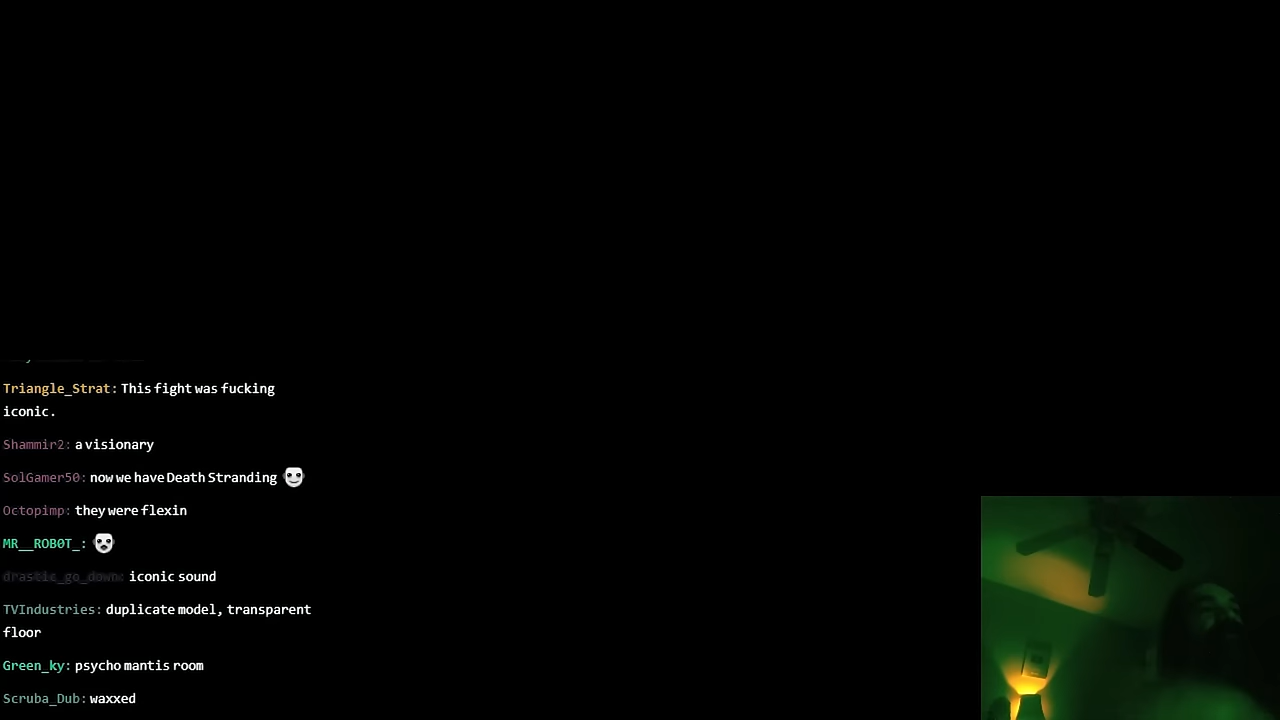 Triangle_Strat: This fight was fucking
iconic.
Shammir2: a visionary
SolGamer50: now we have Death Stranding
Octopimp: they were flexin
MR__ROB0T_:
drastic_go_down: iconic sound
TVIndustries: duplicate model, transparent
floor
Green_ky: psycho mantis room
Scruba_Dub: waxxed